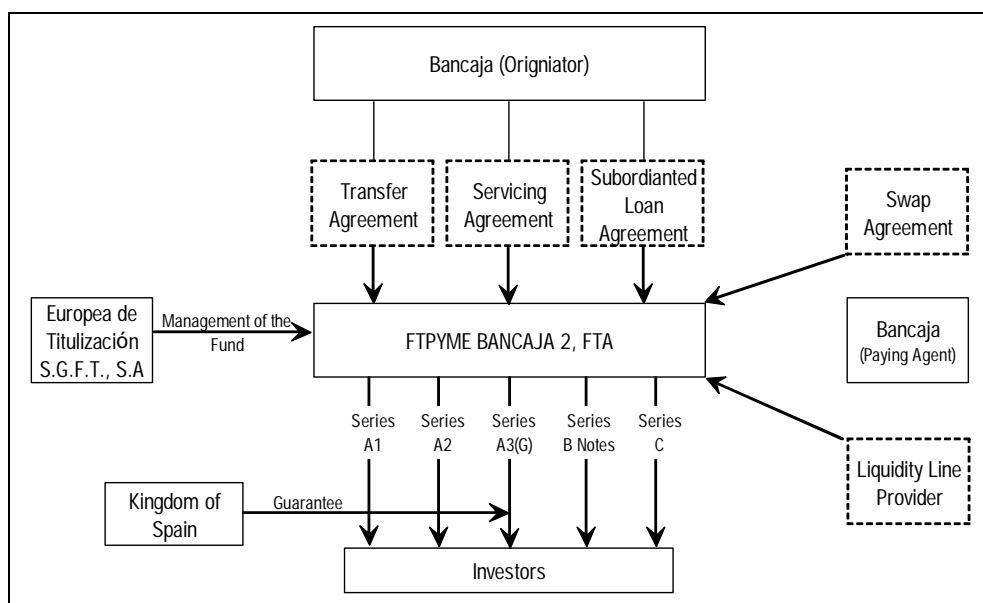 Bancaja (Origniator)
Transfer
Agreement
Servicing
Agreement
Subordianted
Loan
Agreement
Swap
Agreement
Europea de
Titulización
S.G.F.T., S.A
Management of the
Fund
FTPYME BANCAJA 2, FTA
Bancaja
(Paying Agent)
Series
A1
Series
A2
Series
A3(G)
Series
B Notes
Series
C
Liquidity Line
Provider
Kingdom of
Spain
Guarantee
Investors